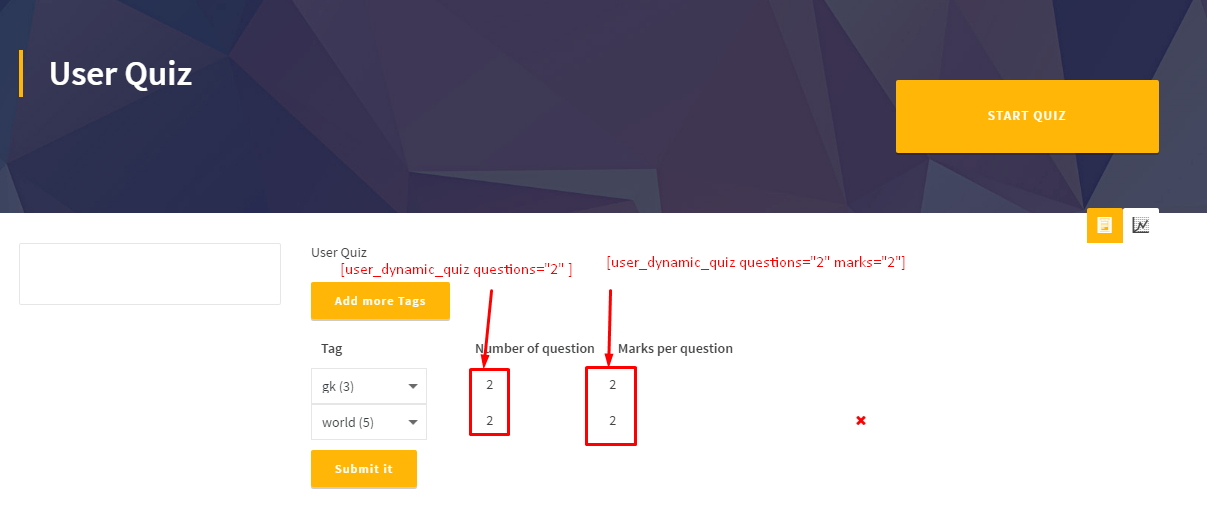 User Quiz
START QUIZ
User Quiz
[user_dynamic_quiz questions="2" ]
[user_dynamic_quiz questions="2" marks="2"]
Add more Tags
Tag Number of question Marks per question
gk (3) 2 2
world (5) 2 2
Submit it